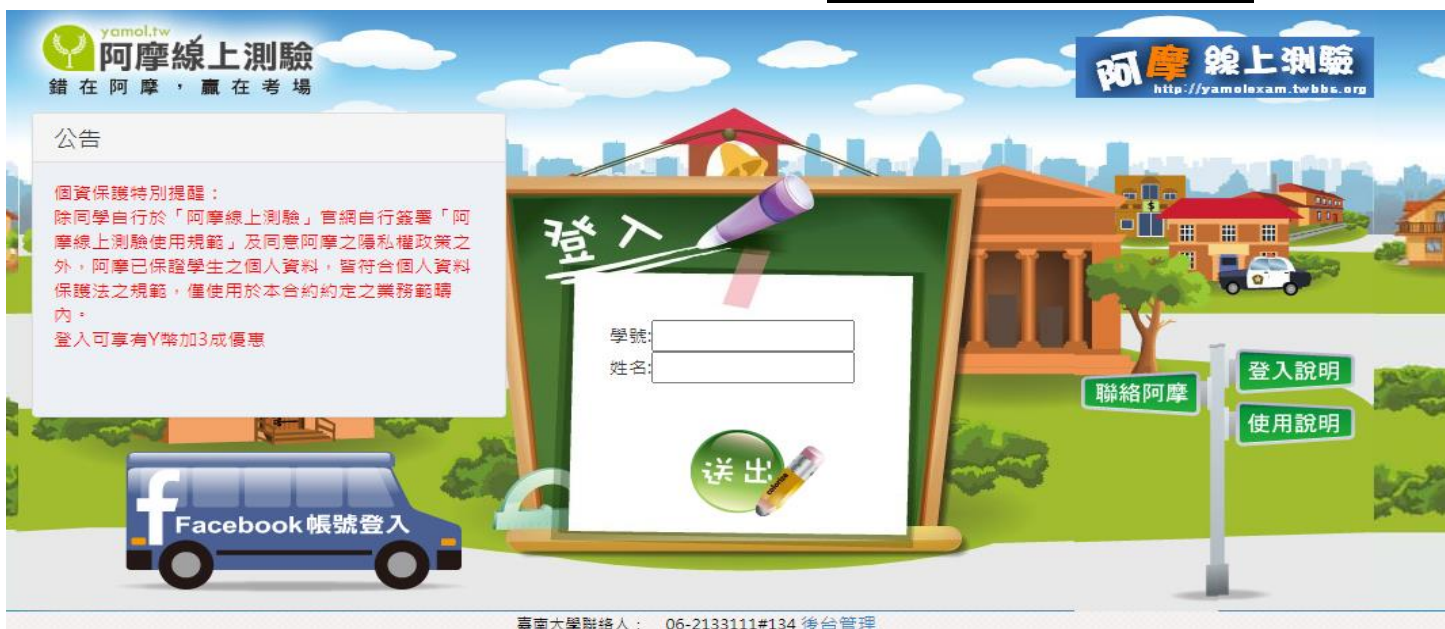 yamol.tw
阿摩線上測驗
錯在阿摩，贏在考場
阿摩 線上測驗
http://yamolexam.twbbs.org
公告
個資保護特別提醒：
除同學自行於「阿摩線上測驗」官網自行簽署「阿
摩線上測驗使用規範」及同意阿摩之隱私權政策之
外，阿摩已保證學生之個人資料，皆符合個人資料
保護法之規範，僅使用於本合約約定之業務範疇
內。
登入可享有Y幣加3成優惠
登入
學號:
姓名:
送出
colorful
聯絡阿摩
登入說明
使用說明
Facebook帳號登入
臺南大學聯絡人： 06-2133111#134 後台管理